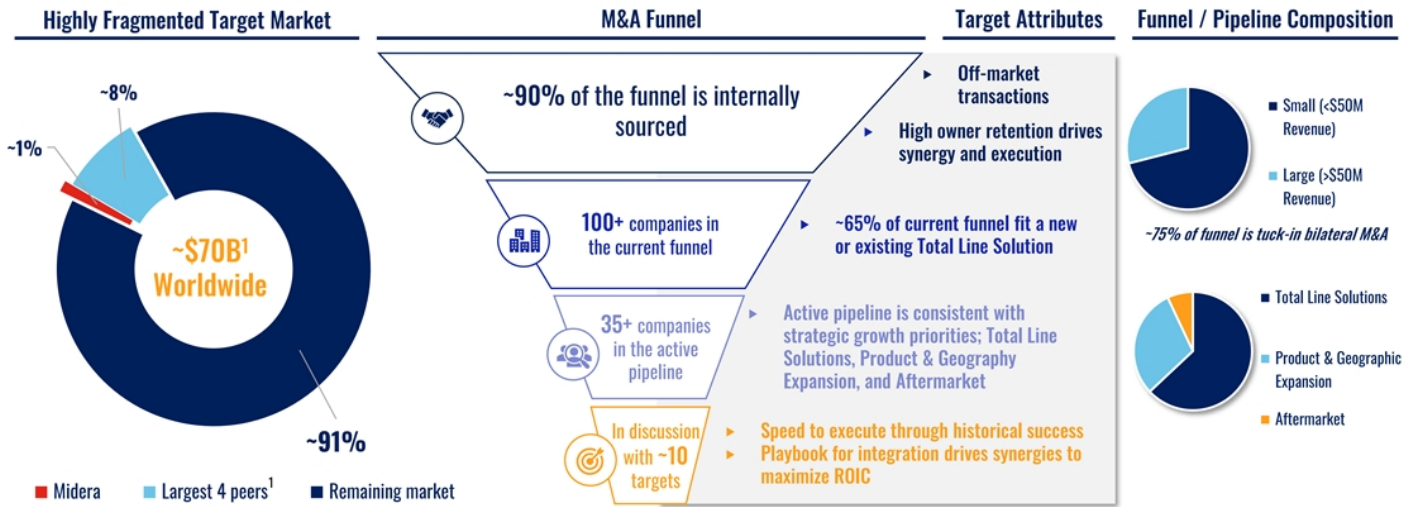 Highly Fragmented Target Market
~8%
~1%
~$70B1
Worldwide
~91%
Midera
Largest 4 peers1
Remaining market
M&A Funnel
~90% of the funnel is internally
sourced
100+ companies in
the current funnel
35+ companies
in the active
pipeline
In discussion
with ~10
targets
Target Attributes
Off-market
transactions
High owner retention drives
synergy and execution
~65% of current funnel fit a new
or existing Total Line Solution
Active pipeline is consistent with
strategic growth priorities; Total Line
Solutions, Product & Geography
Expansion, and Aftermarket
Speed to execute through historical success
Playbook for integration drives synergies to
maximize ROIC
Funnel / Pipeline Composition
Small (<$50M
Revenue)
Large (>$50M
Revenue)
~75% of funnel is tuck-in bilateral M&A
Total Line Solutions
Product & Geographic
Expansion
Aftermarket